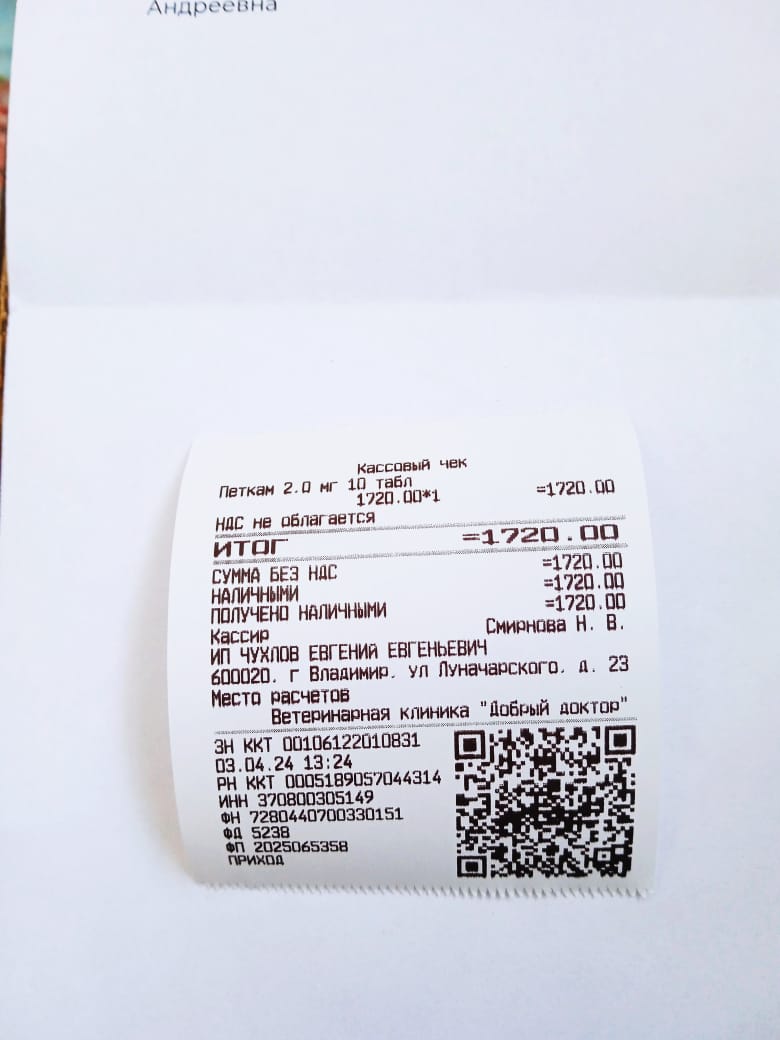 Андреевна
Кассовый чек
Петкам 2.0 мг 10 табл
1720.00*1 =1720.00
НДС не облагается
ИТОГ =1720.00
СУММА БЕЗ НДС =1720.00
НАЛИЧНЫМИ =1720.00
ПОЛУЧЕНО НАЛИЧНЫМИ =1720.00
Кассир Смирнова Н. В.
ИП ЧУХЛОВ ЕВГЕНИЙ ЕВГЕНЬЕВИЧ
600020, г Владимир, ул Луначарского, д. 23
Место расчетов
Ветеринарная клиника "Добрый доктор"
ЗН ККТ 00106122010831
03.04.24 13:24
РН ККТ 0005189057044314
ИНН 370800305149
ФН 7280440700330151
ФД 5238
ФП 2025065358
ПРИХОД